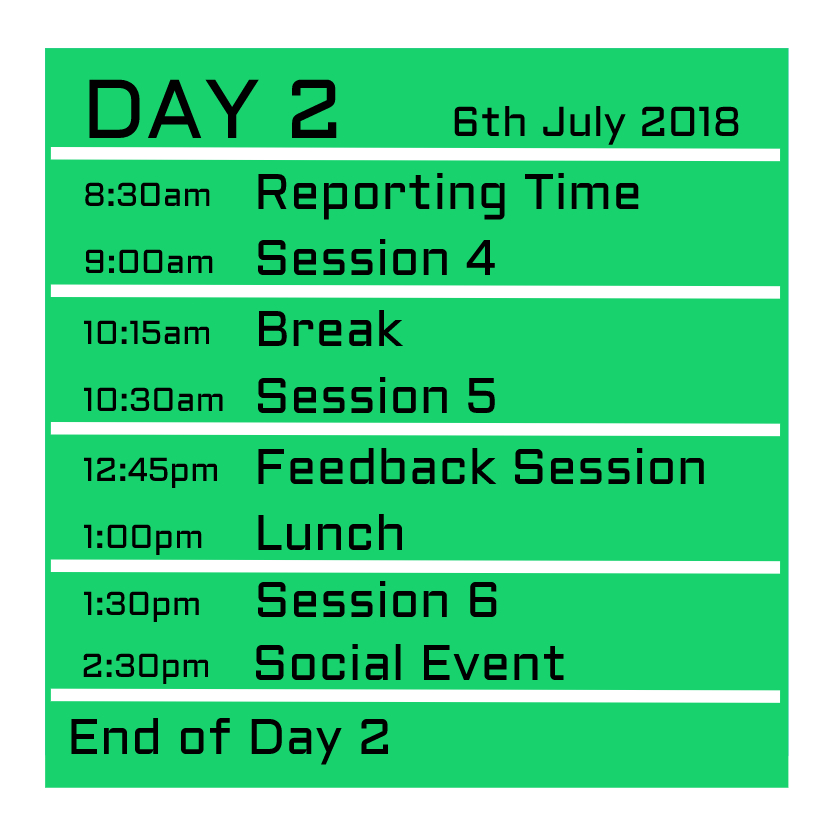 DAY 2 6th July 2018
8:30am Reporting Time
9:00am Session 4
10:15am Break
10:30am Session 5
12:45pm Feedback Session
1:00pm Lunch
1:30pm Session 6
2:30pm Social Event
End of Day 2